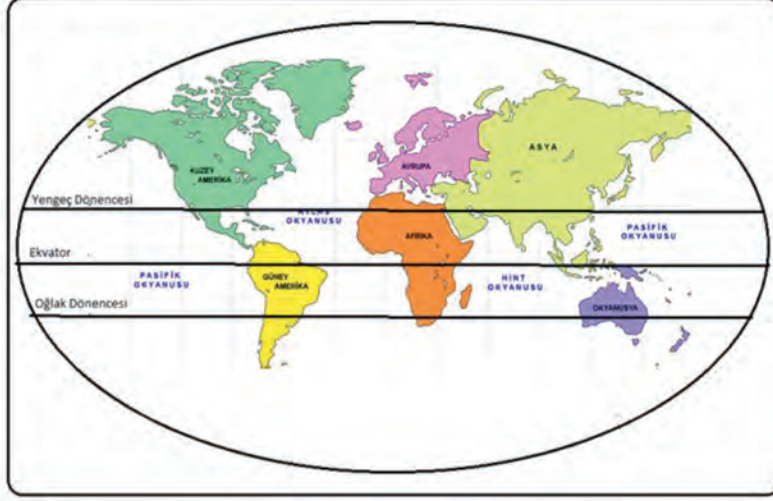 ASYA
AVRUPA
KUZEY
AMERİKA
Yengeç Dönencesi
ATLAS
OKYANUSU
PASİFİK
OKYANUSU
AFRİKA
Ekvator
PASİFİK
OKYANUSU
GÜNEY
AMERİKA
HİNT
OKYANUSU
Oğlak Dönencesi
OKYANUSYA